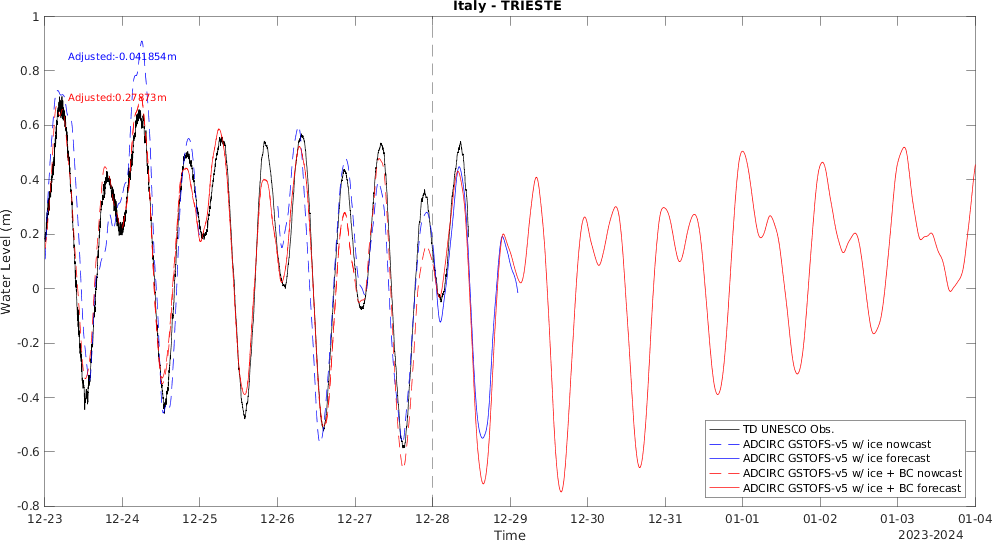 Italy - TRIESTE
Adjusted:-0.041854m
Adjusted:0.27873m
Water Level (m)
1
0.8
0.6
0.4
0.2
0
-0.2
-0.4
-0.6
-0.8
TD UNESCO Obs.
ADCIRC GSTOFS-v5 w/ ice nowcast
ADCIRC GSTOFS-v5 w/ ice forecast
ADCIRC GSTOFS-v5 w/ ice + BC nowcast
ADCIRC GSTOFS-v5 w/ ice + BC forecast
12-23 12-24 12-25 12-26 12-27 12-28 12-29 12-30 12-31 01-01 01-02 01-03 01-04
Time
2023-2024